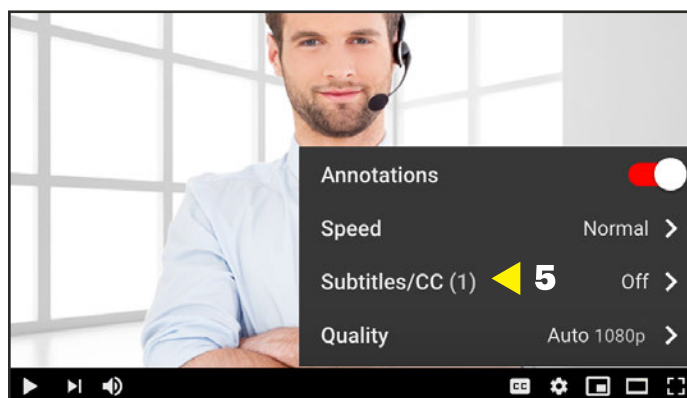 Annotations
Speed Normal
Subtitles/CC (1) 5 Off
Quality Auto 1080p
CC